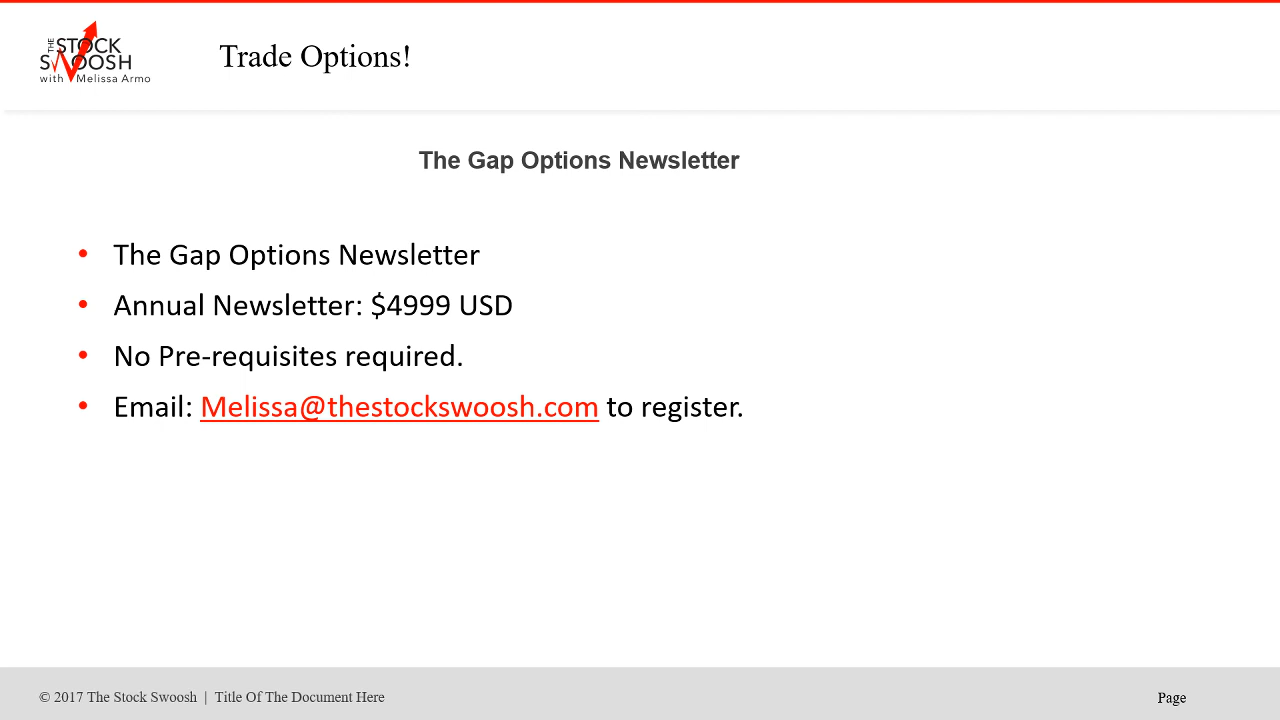 THE STOCK
SWOOSH
with Melissa Armo
Trade Options!
The Gap Options Newsletter
• The Gap Options Newsletter
• Annual Newsletter: $4999 USD
• No Pre-requisites required.
• Email: Melissa@thestockswoosh.com to register.
© 2017 The Stock Swoosh | Title Of The Document Here
Page